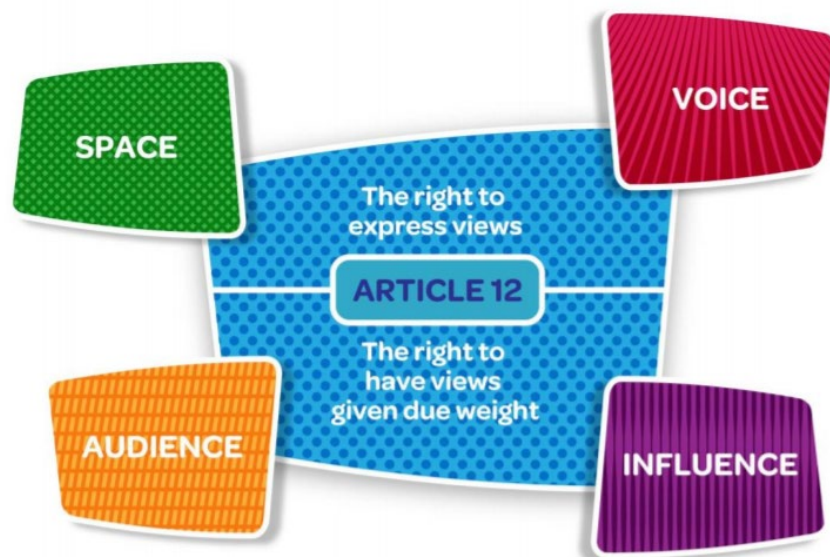 SPACE
VOICE
The right to
express views
ARTICLE 12
The right to
have views
given due weight
AUDIENCE
INFLUENCE